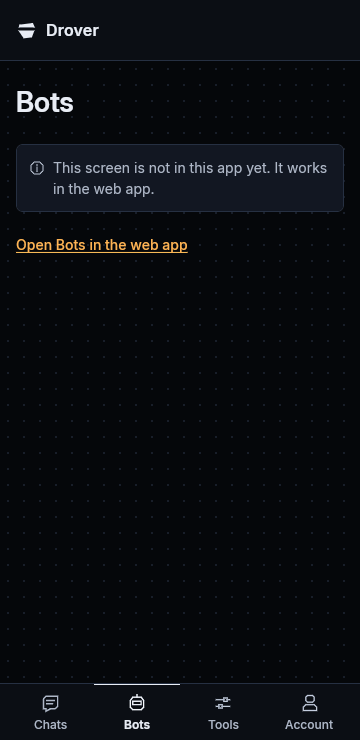 Drover
Bots
This screen is not in this app yet. It works
in the web app.
Open Bots in the web app
Chats
Bots
Tools
Account